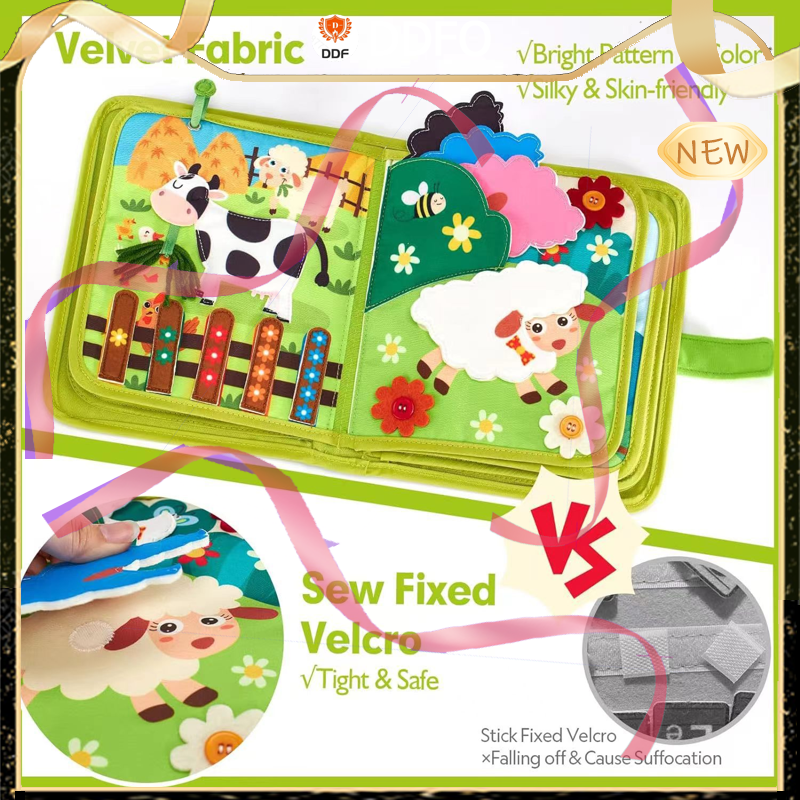 Velvet Fabric
DDF
√Bright Pattern Color
√Silky & Skin-friendly
NEW
VS
Sew Fixed
Velcro
√Tight & Safe
Stick Fixed Velcro
×Falling off & Cause Suffocation